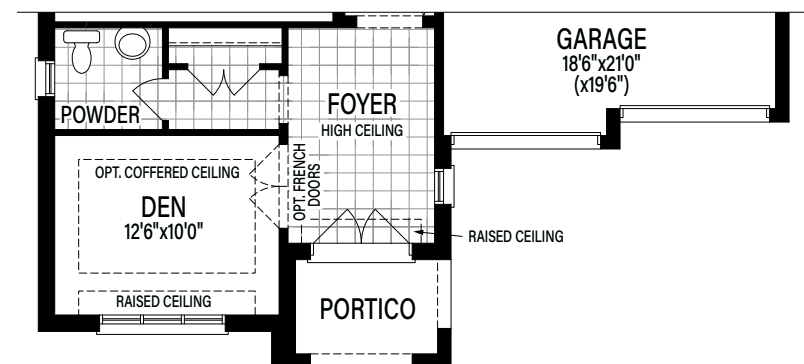 GARAGE
18'6"x21'0"
(x19'6")
POWDER
FOYER
HIGH CEILING
OPT. COFFERED CEILING
DEN
12'6"x10'0"
OPT. FRENCH
DOORS
RAISED CEILING
RAISED CEILING
PORTICO